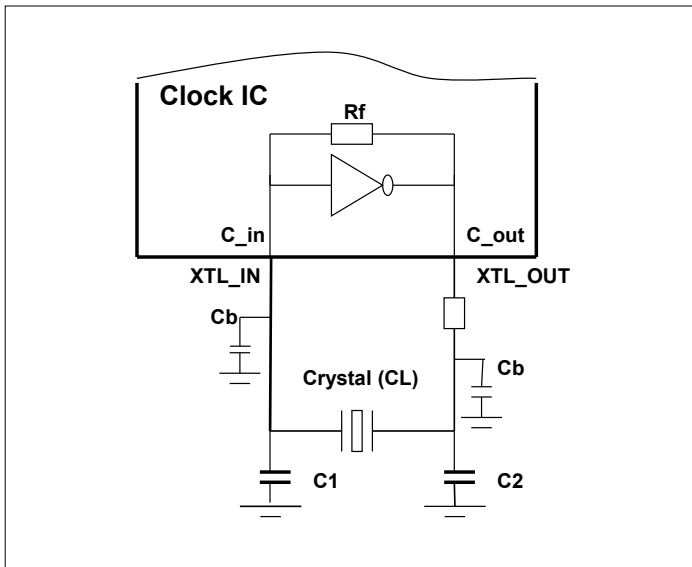 Clock IC
Rf
C_in
C_out
XTL_IN
XTL_OUT
Cb
Crystal (CL)
Cb
C1
C2